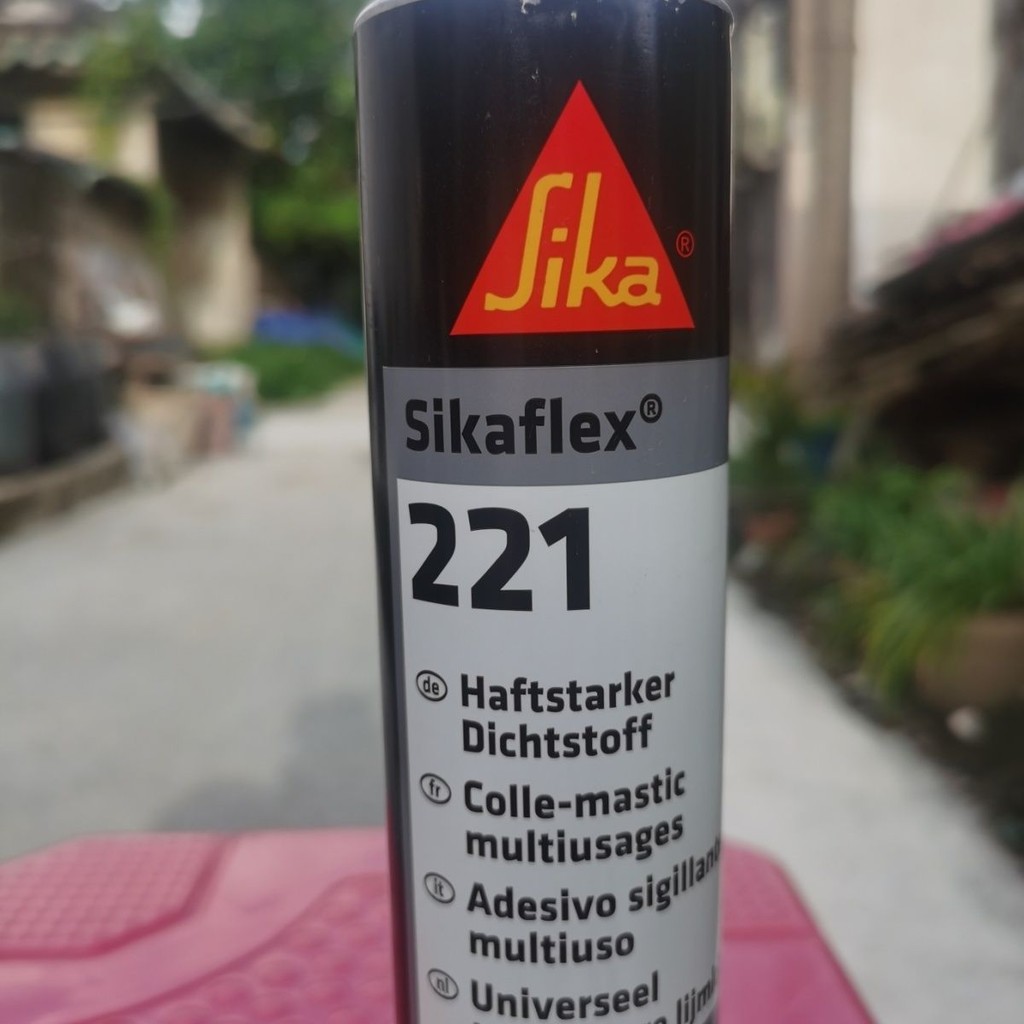 Sika®
Sikaflex®
221
de Haftstarker
Dichtstoff
fr Colle-mastic
multiusages
it Adesivo
multiuso
nl Universeel